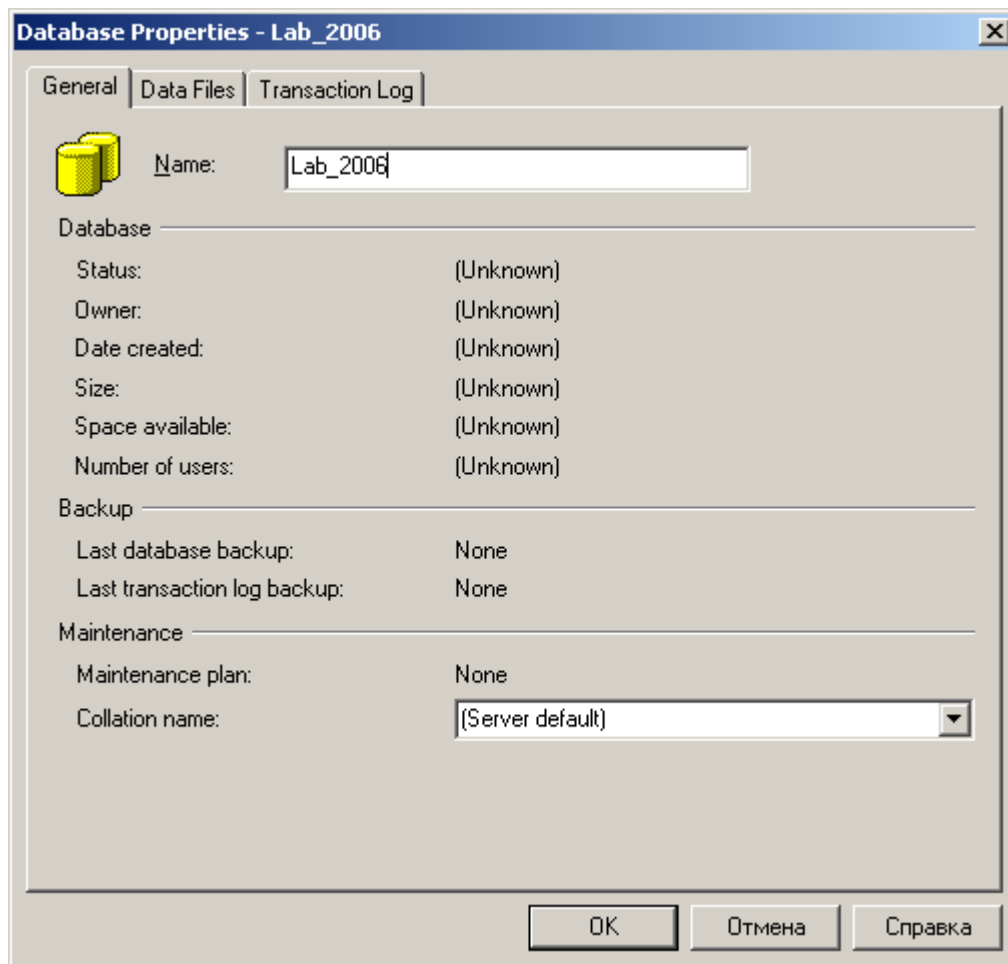 Database Properties - Lab_2006
General Data Files Transaction Log
Name: Lab_2006
Database
Status: (Unknown)
Owner: (Unknown)
Date created: (Unknown)
Size: (Unknown)
Space available: (Unknown)
Number of users: (Unknown)
Backup
Last database backup: None
Last transaction log backup: None
Maintenance
Maintenance plan: None
Collation name: (Server default)
OK Отмена Справка